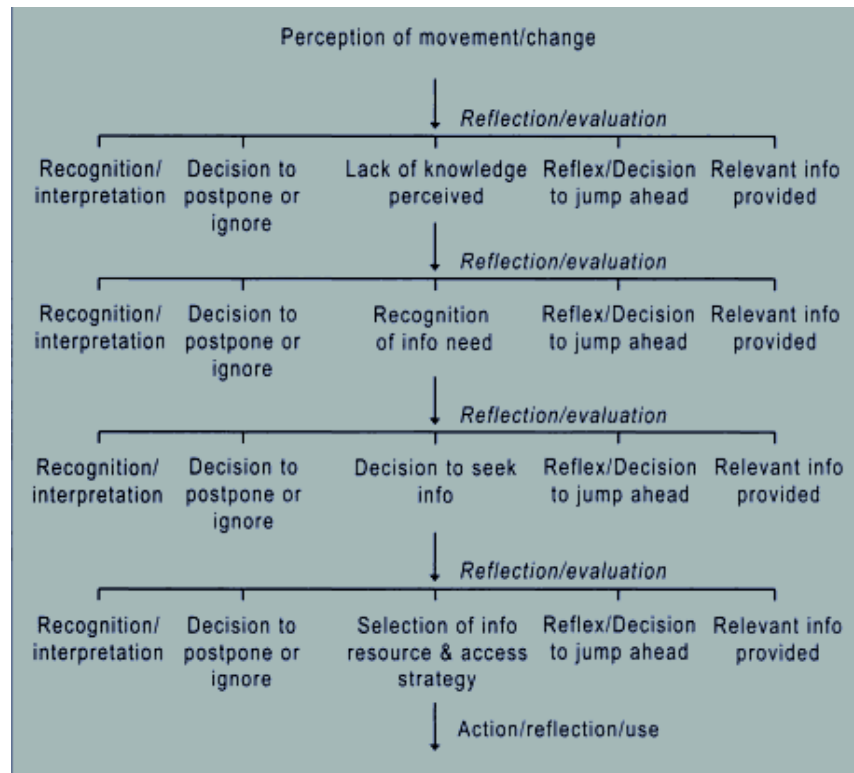 Perception of movement/change
Reflection/evaluation
Recognition/ Decision to Lack of knowledge Reflex/Decision Relevant info
interpretation postpone or perceived to jump ahead provided
ignore
Reflection/evaluation
Recognition/ Decision to Recognition Reflex/Decision Relevant info
interpretation postpone or of info need to jump ahead provided
ignore
Reflection/evaluation
Recognition/ Decision to Decision to seek Reflex/Decision Relevant info
interpretation postpone or info to jump ahead provided
ignore
Reflection/evaluation
Recognition/ Decision to Selection of info Reflex/Decision Relevant info
interpretation postpone or resource & access to jump ahead provided
ignore strategy
Action/reflection/use